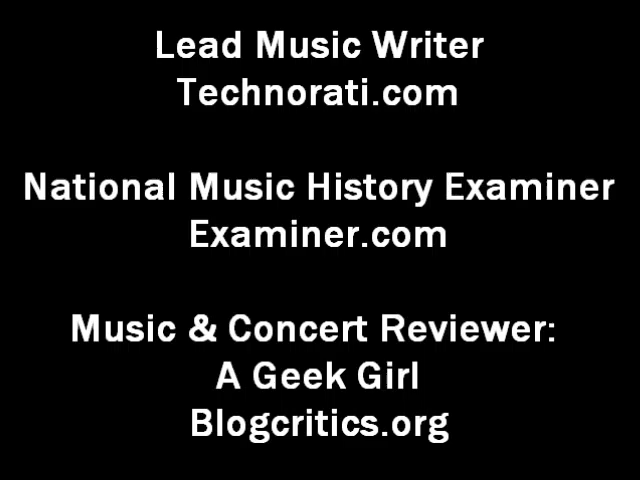 Lead Music Writer
Technorati.com
National Music History Examiner
Examiner.com
Music & Concert Reviewer:
A Geek Girl
Blogcritics.org